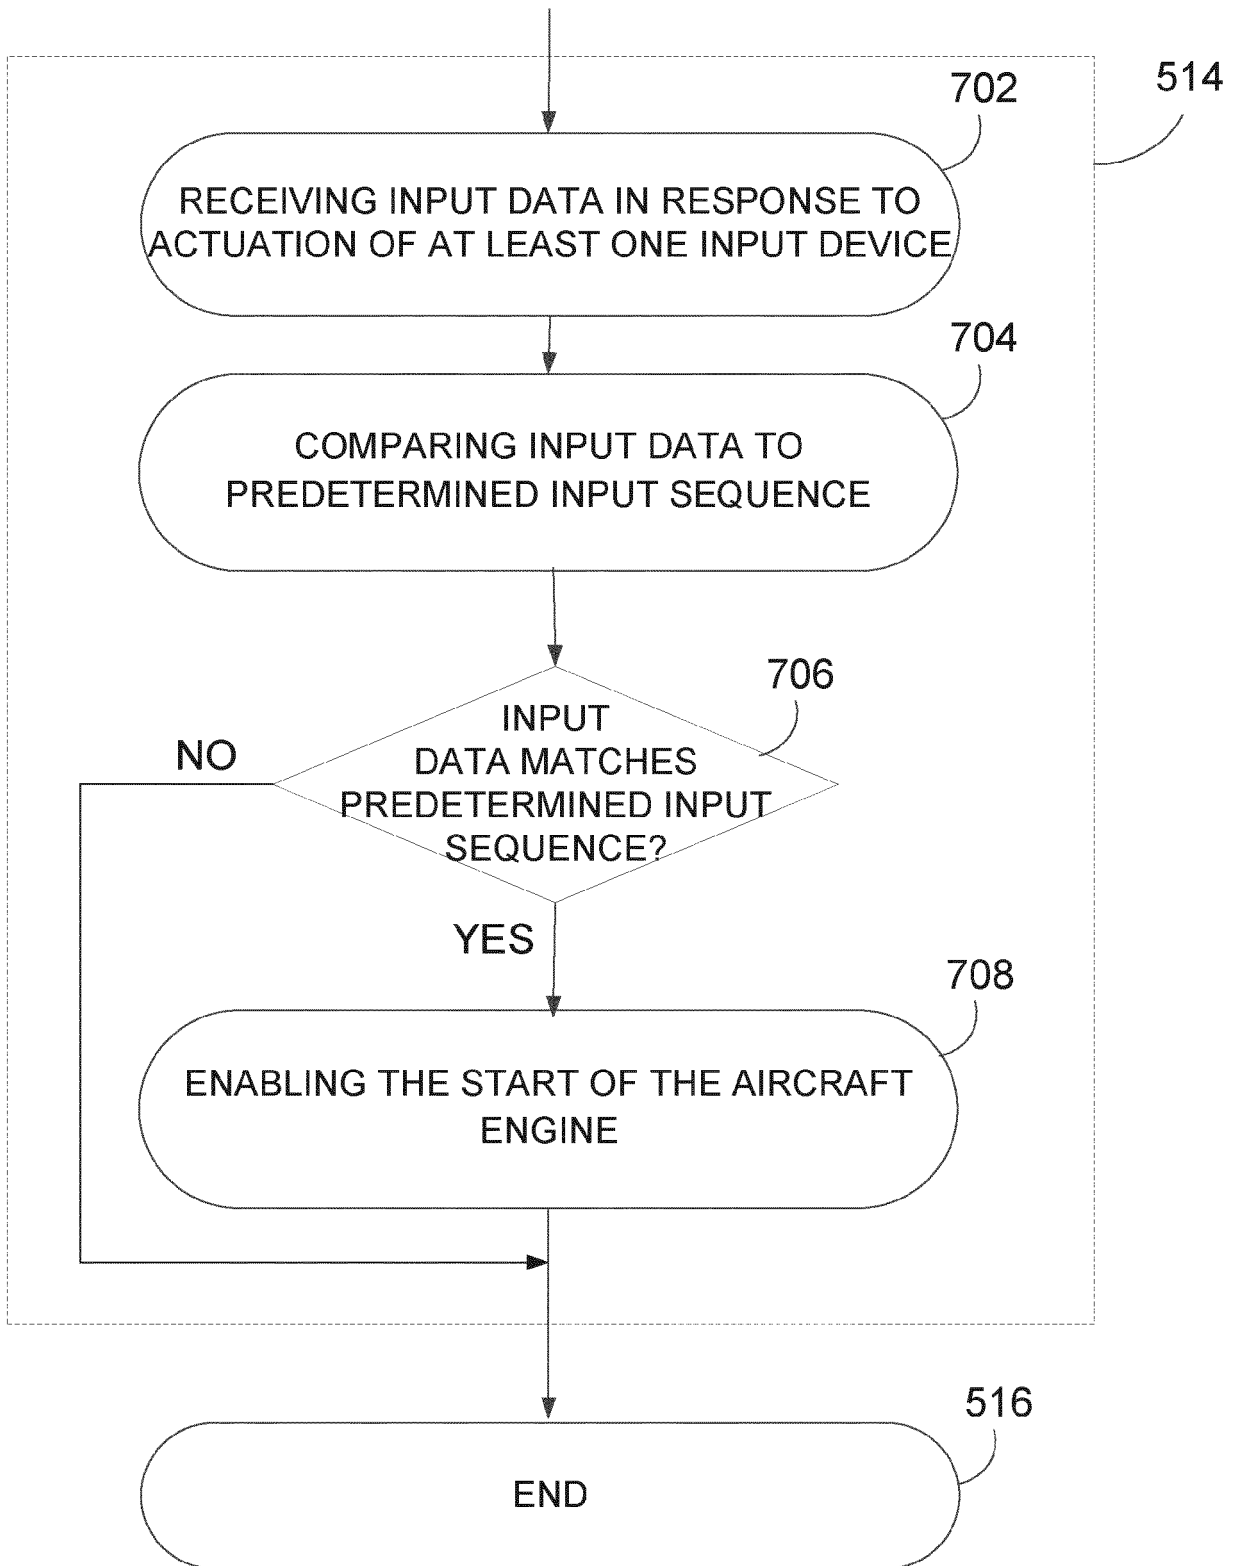 514
702
RECEIVING INPUT DATA IN RESPONSE TO
ACTUATION OF AT LEAST ONE INPUT DEVICE
704
COMPARING INPUT DATA TO
PREDETERMINED INPUT SEQUENCE
706
INPUT
DATA MATCHES
PREDETERMINED INPUT
SEQUENCE?
NO
YES
708
ENABLING THE START OF THE AIRCRAFT
ENGINE
516
END